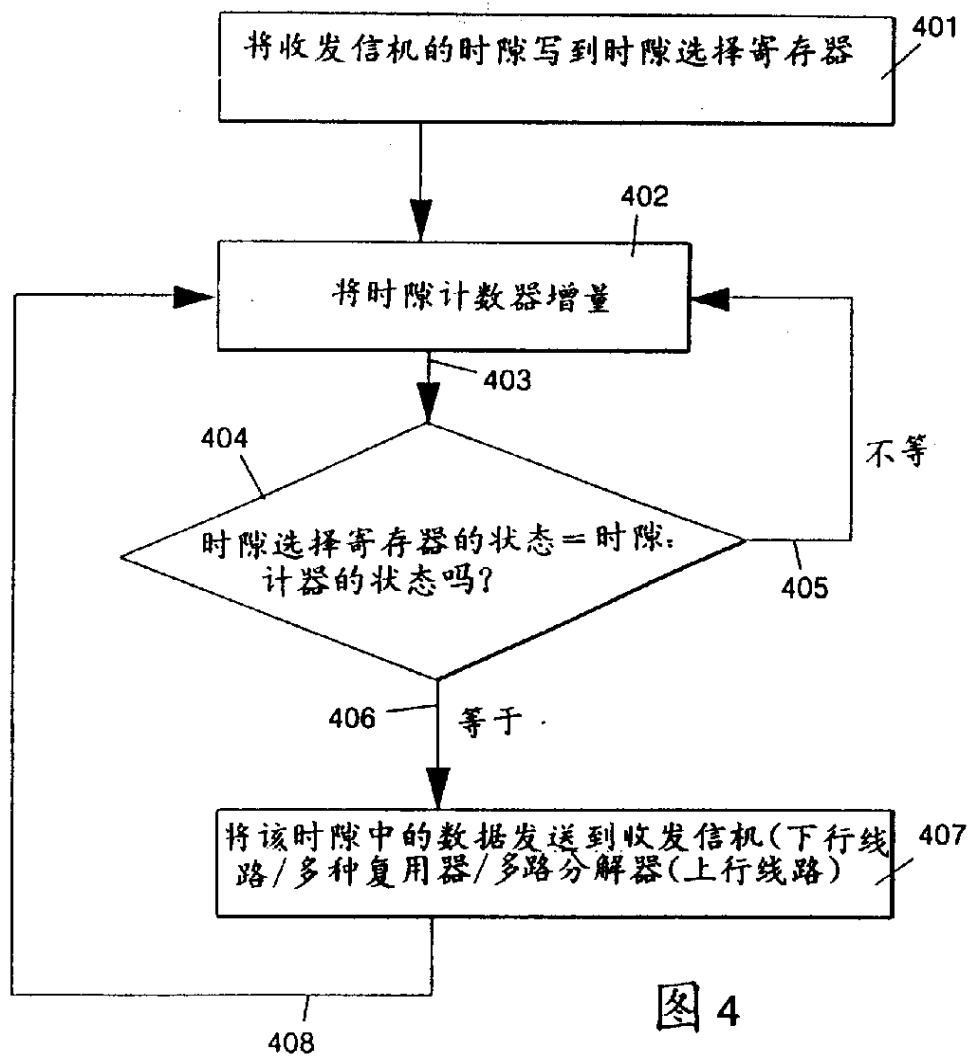 将收发信机的时隙写到时隙选择寄存器
401
402
将时隙计数器增量
403
404
不等
时隙选择寄存器的状态=时隙:
计器的状态吗?
405
406
等于
将该时隙中的数据发送到收发信机(下行线
路/多种复用器/多路分解器(上行线路)
407
408
图4